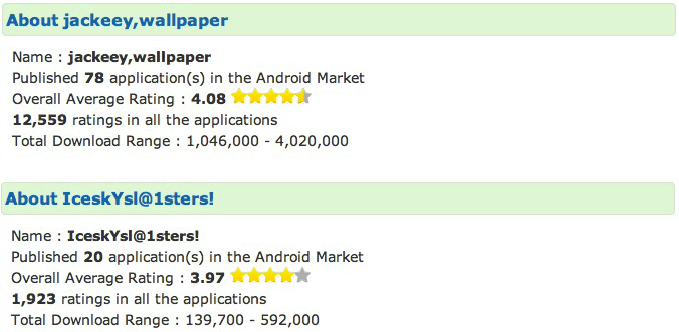 About jackeey,wallpaper
Name : jackeey,wallpaper
Published 78 application(s) in the Android Market
Overall Average Rating : 4.08
12,559 ratings in all the applications
Total Download Range : 1,046,000 - 4,020,000
About IceskYsl@1sters!
Name : IceskYsl@1sters!
Published 20 application(s) in the Android Market
Overall Average Rating : 3.97
1,923 ratings in all the applications
Total Download Range : 139,700 - 592,000